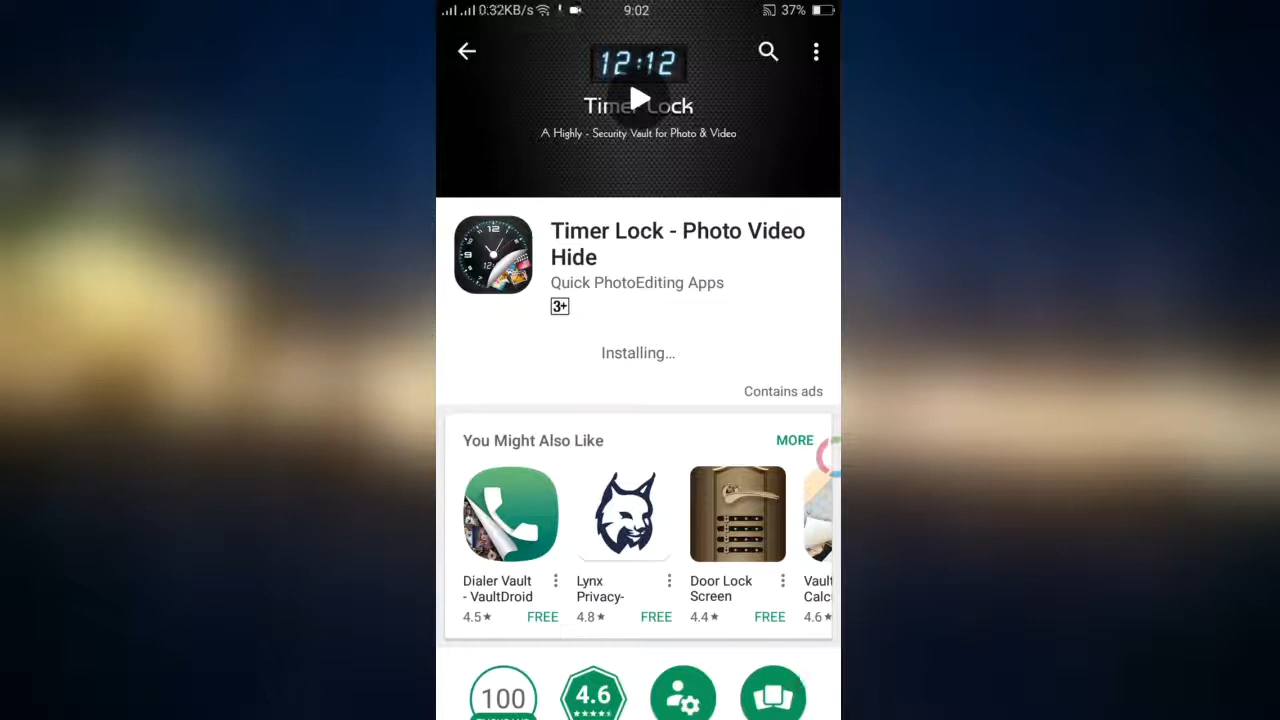 0.32KB/s 9:02 37%
12:12
Timer Lock
A Highly - Security Vault for Photo & Video
Timer Lock - Photo Video
Hide
Quick PhotoEditing Apps
3+
Installing...
Contains ads
You Might Also Like MORE
Dialer Vault
- VaultDroid
4.5★ FREE
Lynx
Privacy-
4.8★ FREE
Door Lock
Screen
4.4★ FREE
Vault
Calc
4.6★
100
4.6